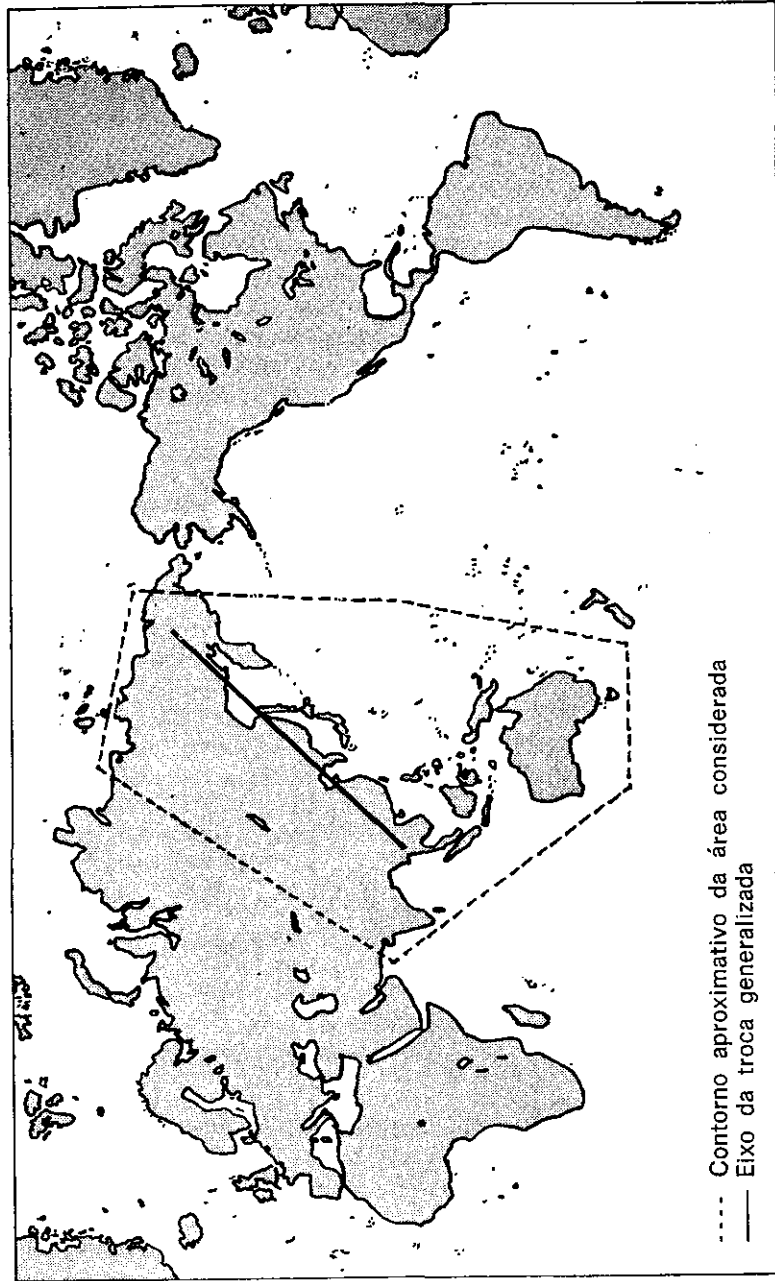 ---- Contorno aproximativo da área considerada
—— Eixo da troca generalizada